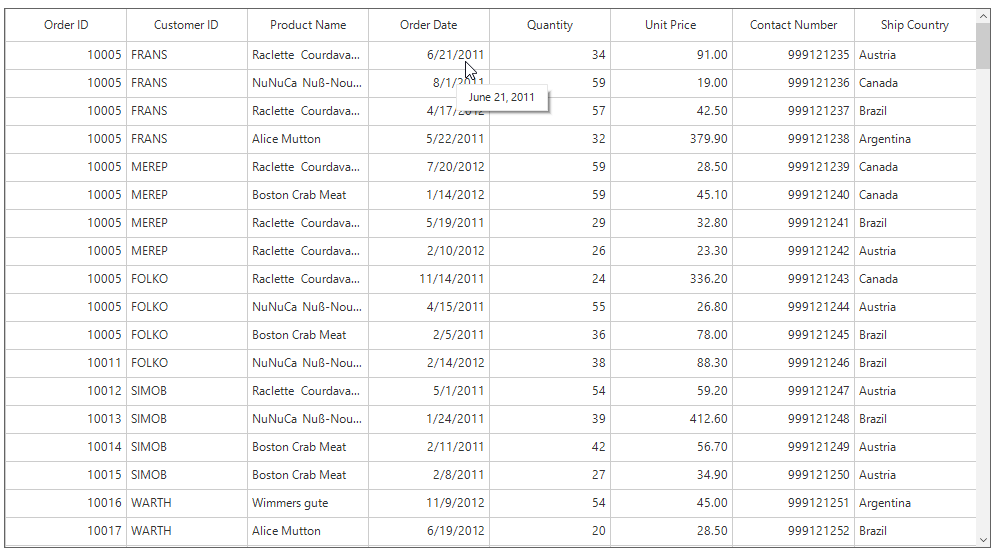 Order ID Customer ID Product Name Order Date Quantity Unit Price Contact Number Ship Country
10005 FRANS Raclette Courdava... 6/21/2011 34 91.00 999121235 Austria
10005 FRANS NuNuCa Nuß-Nou... 8/1/2011 59 19.00 999121236 Canada
June 21, 2011
10005 FRANS Raclette Courdava... 4/17/2012 57 42.50 999121237 Brazil
10005 FRANS Alice Mutton 5/22/2011 32 379.90 999121238 Argentina
10005 MEREP Raclette Courdava... 7/20/2012 59 28.50 999121239 Canada
10005 MEREP Boston Crab Meat 1/14/2012 59 45.10 999121240 Canada
10005 MEREP Raclette Courdava... 5/19/2011 29 32.80 999121241 Brazil
10005 MEREP Raclette Courdava... 2/10/2012 26 23.30 999121242 Austria
10005 FOLKO Raclette Courdava... 11/14/2011 24 336.20 999121243 Canada
10005 FOLKO NuNuCa Nuß-Nou... 4/15/2011 55 26.80 999121244 Austria
10005 FOLKO Boston Crab Meat 2/5/2011 36 78.00 999121245 Brazil
10011 FOLKO NuNuCa Nuß-Nou... 2/14/2012 38 88.30 999121246 Brazil
10012 SIMOB Raclette Courdava... 5/1/2011 54 59.20 999121247 Austria
10013 SIMOB NuNuCa Nuß-Nou... 1/24/2011 39 412.60 999121248 Brazil
10014 SIMOB Boston Crab Meat 2/11/2011 42 56.70 999121249 Austria
10015 SIMOB Boston Crab Meat 2/8/2011 27 34.90 999121250 Austria
10016 WARTH Wimmers gute 11/9/2012 54 45.00 999121251 Argentina
10017 WARTH Alice Mutton 6/19/2012 20 28.50 999121252 Brazil